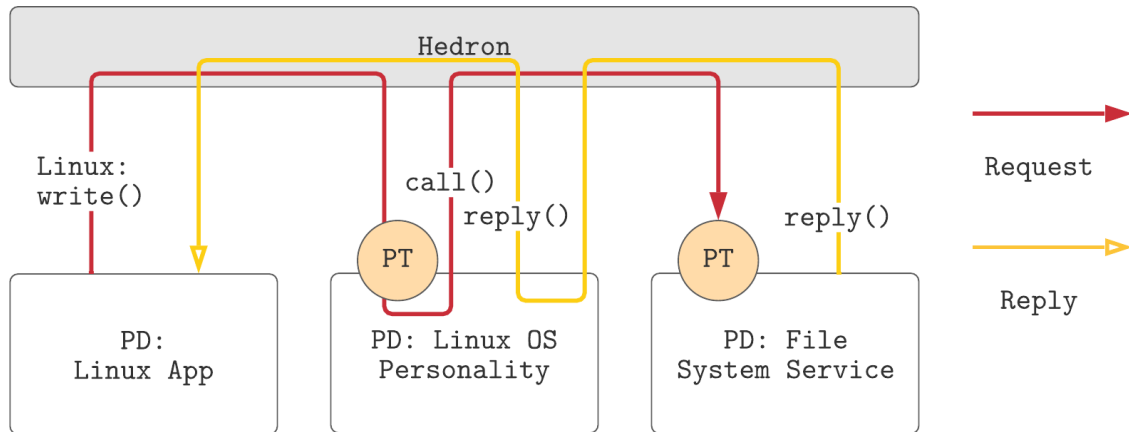 Hedron
Linux:
write()
call()
reply()
reply()
Request
PT
PT
Reply
PD:
Linux App
PD: Linux OS
Personality
PD: File
System Service